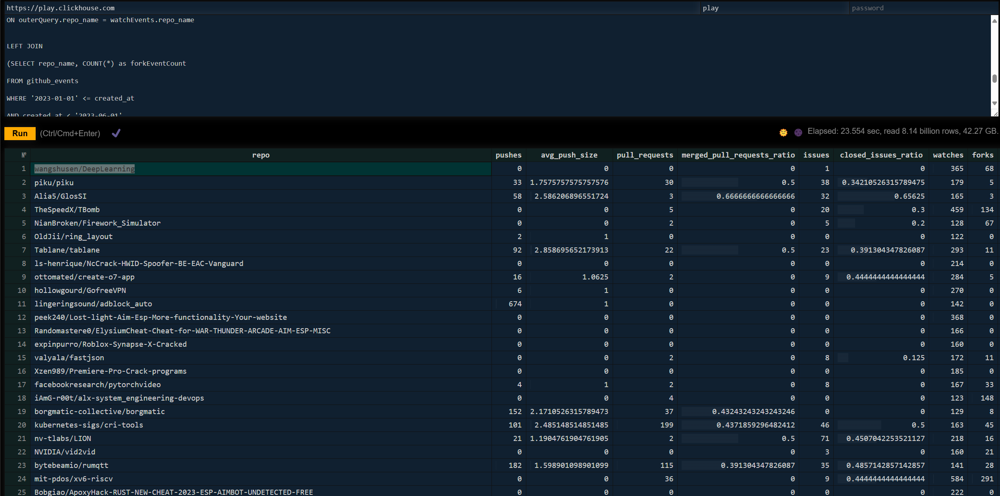 https://play.clickhouse.com play password
ON outerQuery.repo_name = watchEvents.repo_name
LEFT JOIN
(SELECT repo_name, COUNT(*) as forkEventCount
FROM github_events
WHERE '2023-01-01' <= created_at
AND created_at < '2023-06-01'
Run (Ctrl/Cmd+Enter) Elapsed: 23.554 sec, read 8.14 billion rows, 42.27 GB.
№ repo pushes avg_push_size pull_requests merged_pull_requests_ratio issues closed_issues_ratio watches forks
1 wangshusen/DeepLearning 0 0 0 0 1 0 365 68
2 piku/piku 33 1.7575757575757576 30 0.5 38 0.34210526315789475 179 5
3 Alia5/GlosSI 58 2.586206896551724 3 0.6666666666666666 32 0.65625 165 3
4 TheSpeedX/TBomb 0 0 5 0 20 0.3 459 134
5 NianBroken/Firework_Simulator 0 0 2 0 5 0.2 128 67
6 OldJii/ring_layout 2 1 0 0 0 0 122 0
7 Tablane/tablane 92 2.858695652173913 22 0.5 23 0.391304347826087 293 11
8 ls-henrique/NcCrack-HWID-Spoofer-BE-EAC-Vanguard 0 0 0 0 0 0 214 0
9 ottomated/create-o7-app 16 1.0625 2 0 9 0.4444444444444444 284 5
10 hollowgourd/GofreeVPN 6 1 0 0 0 0 270 0
11 lingeringsound/adblock_auto 674 1 0 0 0 0 142 0
12 peek240/Lost-light-Aim-Esp-More-functionality-Your-website 0 0 0 0 0 0 368 0
13 Randomastere0/ElysiumCheat-Cheat-for-WAR-THUNDER-ARCADE-AIM-ESP-MISC 0 0 0 0 0 0 166 0
14 expinpurro/Roblox-Synapse-X-Cracked 0 0 0 0 0 0 160 0
15 valyala/fastjson 0 0 2 0 8 0.125 172 11
16 Xzen989/Premiere-Pro-Crack-programs 0 0 0 0 0 0 185 0
17 facebookresearch/pytorchvideo 4 1 2 0 8 0 167 33
18 iAmG-r00t/alx-system_engineering-devops 0 0 4 0 0 0 123 148
19 borgmatic-collective/borgmatic 152 2.1710526315789473 37 0.43243243243243246 0 0 129 8
20 kubernetes-sigs/cri-tools 101 2.485148514851485 199 0.4371859296482412 46 0.5 163 45
21 nv-tlabs/LION 21 1.1904761904761905 2 0.5 71 0.4507042253521127 218 16
22 NVIDIA/vid2vid 0 0 0 0 3 0 160 21
23 bytebeamio/rumqtt 182 1.598901098901099 115 0.391304347826087 35 0.4857142857142857 141 28
24 mit-pdos/xv6-riscv 0 0 36 0 9 0.4444444444444444 584 291
25 Bobgiao/ApoxyHack-RUST-NEW-CHEAT-2023-ESP-AIMBOT-UNDETECTED-FREE 0 0 0 0 0 0 222 0